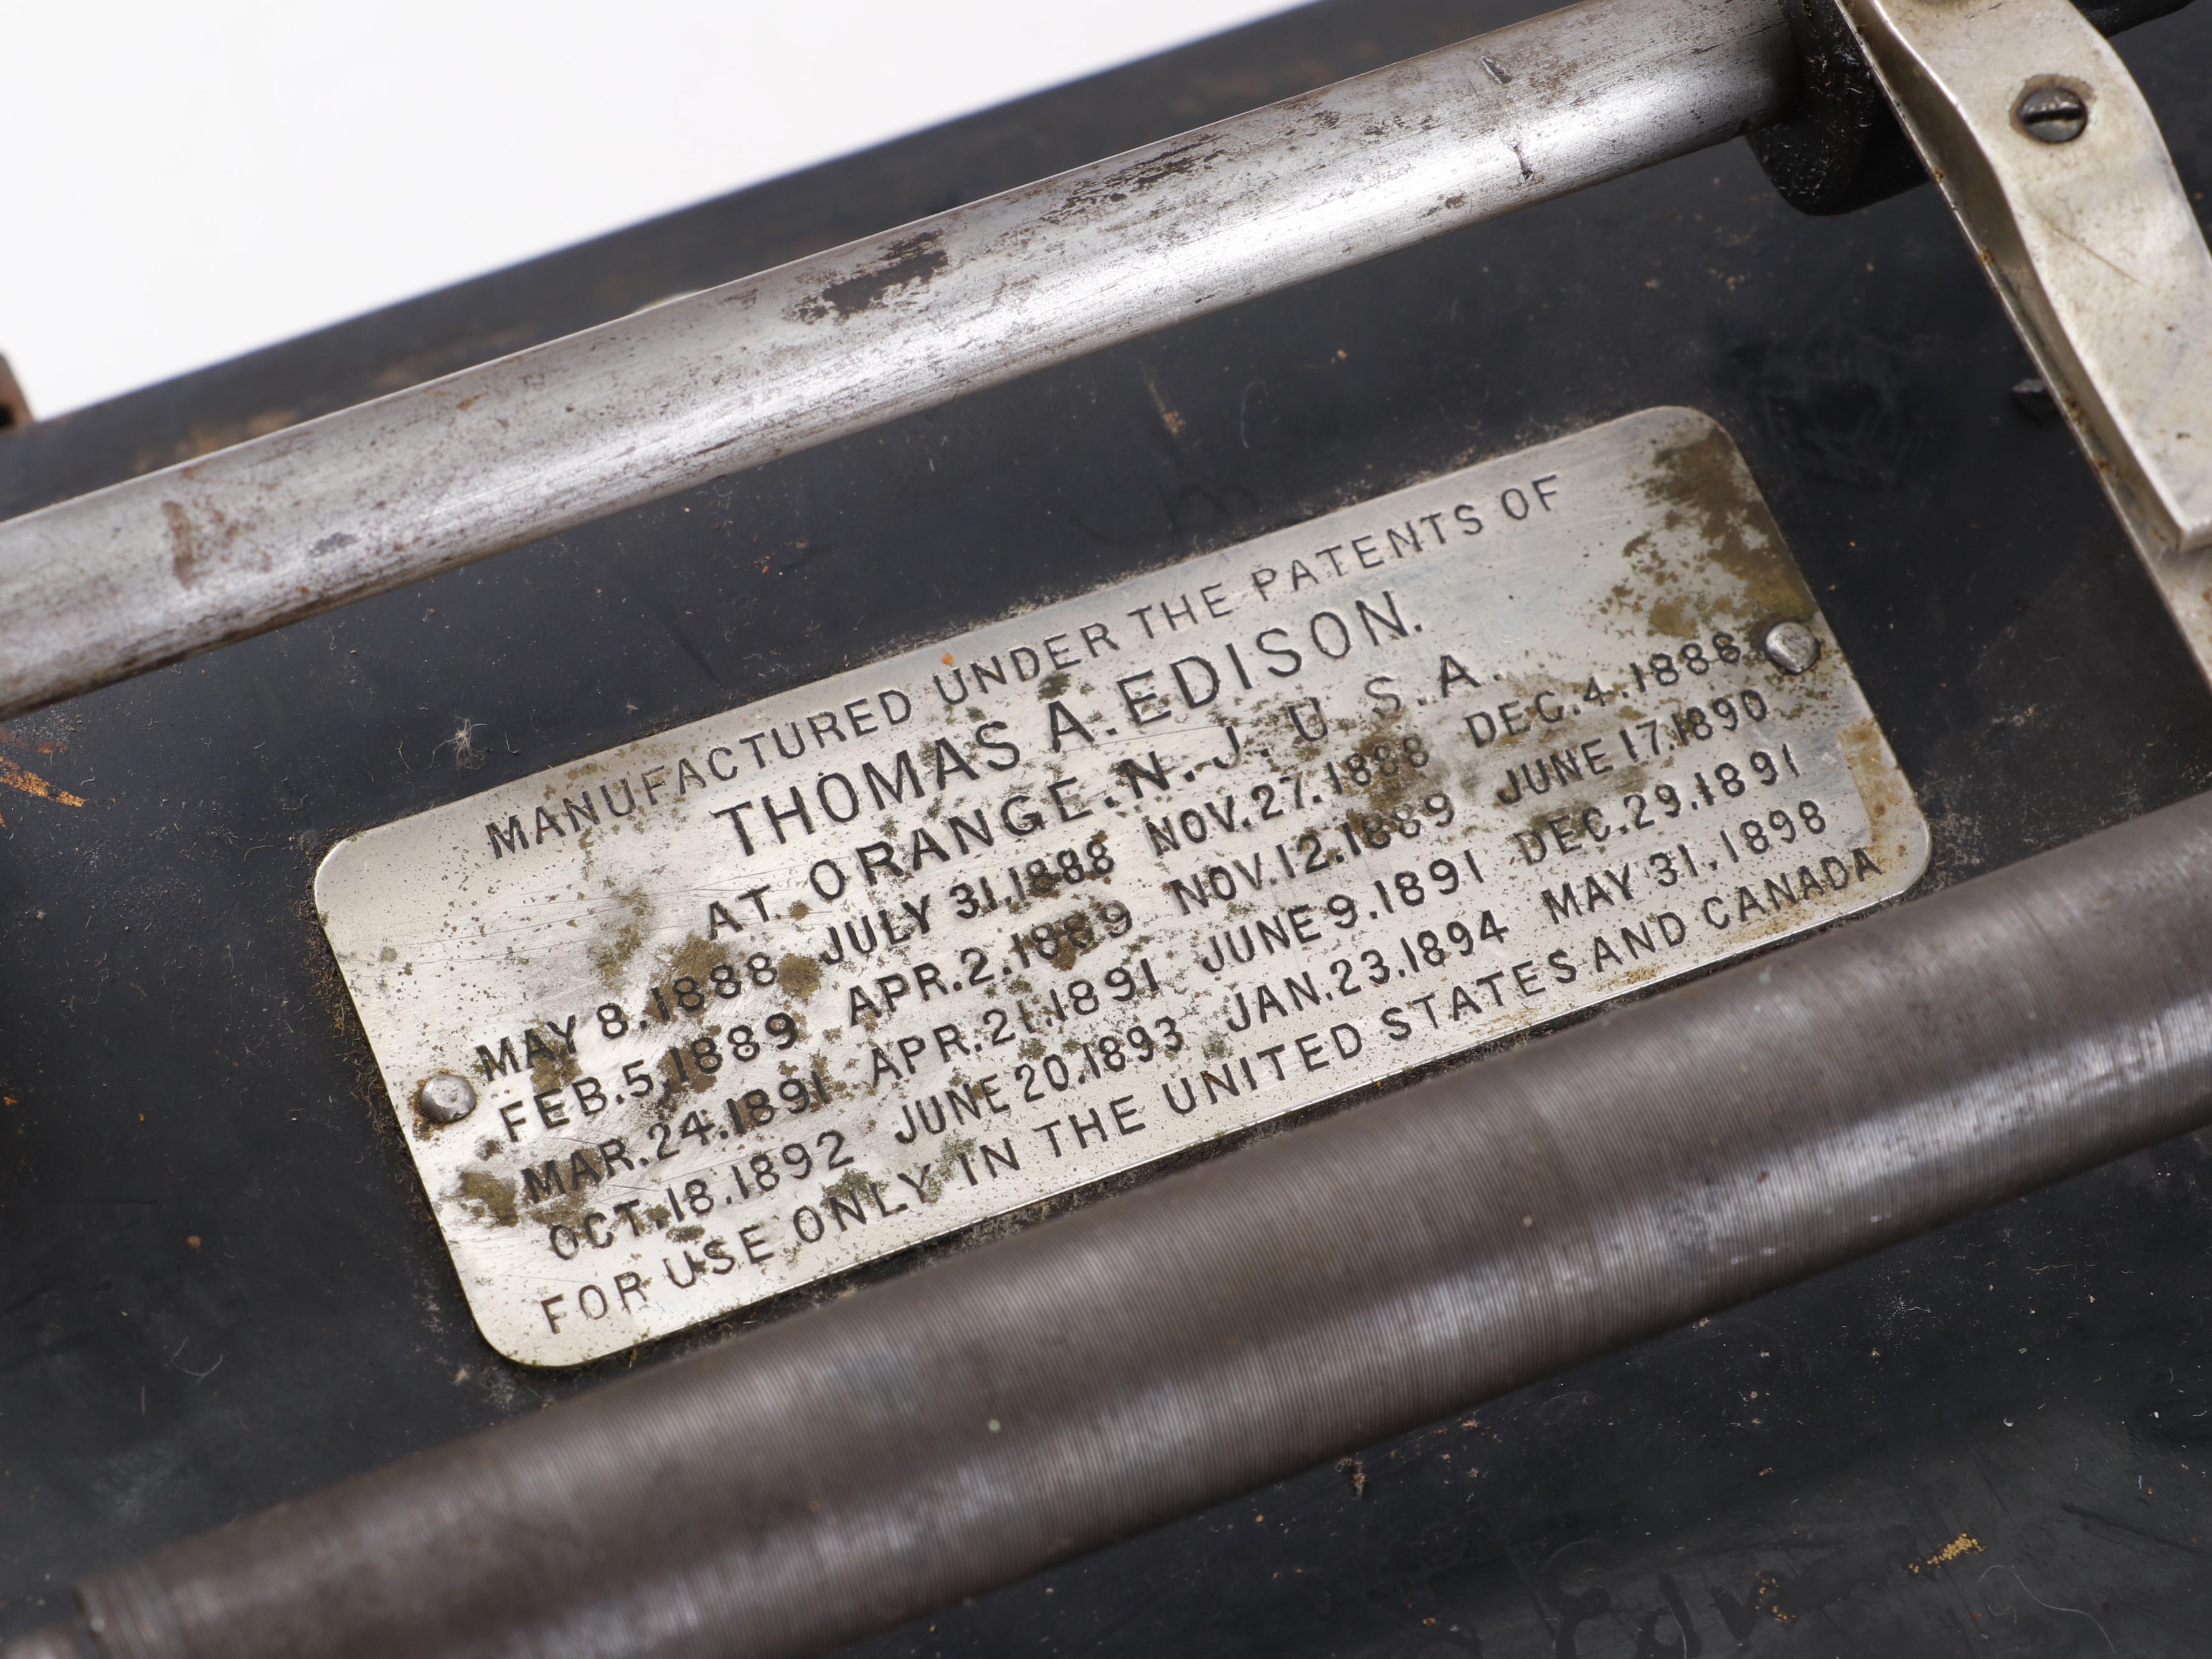 MANUFACTURED UNDER THE PATENTS OF
THOMAS A. EDISON.
AT ORANGE. N. J. U S. A.
MAY 8.1888 JULY 31.1888 NOV.27.1888 DEC.4.1888
FEB.5.1889 APR.2.1889 NOV.12.1889 JUNE 17.1890
MAR.24.1891 APR.21.1891 JUNE 9.1891 DEC.29.1891
OCT.18.1892 JUNE 20.1893 JAN.23.1894 MAY 31.1898
FOR USE ONLY IN THE UNITED STATES AND CANADA